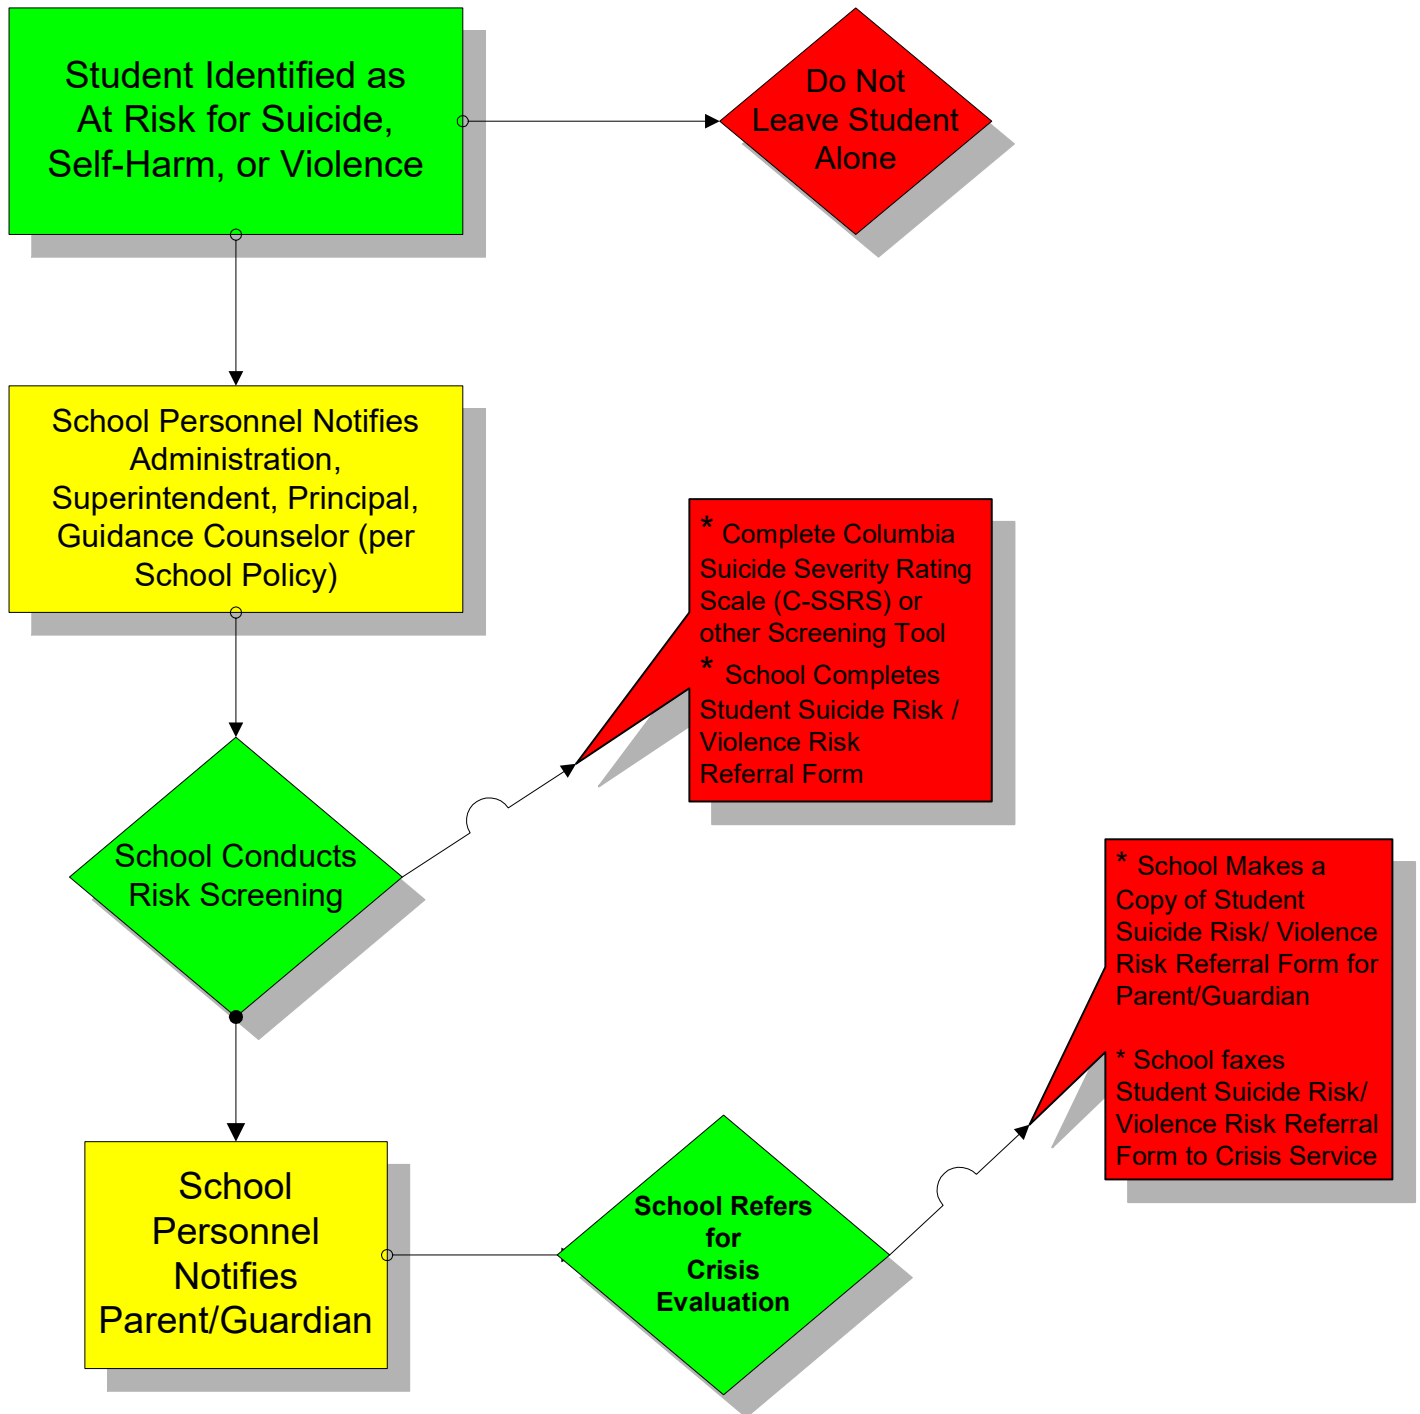 Student Identified as
At Risk for Suicide,
Self-Harm, or Violence
Do Not
Leave Student
Alone
School Personnel Notifies
Administration,
Superintendent, Principal,
Guidance Counselor (per
School Policy)
* Complete Columbia
Suicide Severity Rating
Scale (C-SSRS) or
other Screening Tool
* School Completes
Student Suicide Risk /
Violence Risk
Referral Form
School Conducts
Risk Screening
* School Makes a
Copy of Student
Suicide Risk/ Violence
Risk Referral Form for
Parent/Guardian
* School faxes
Student Suicide Risk/
Violence Risk Referral
Form to Crisis Service
School
Personnel
Notifies
Parent/Guardian
School Refers
for
Crisis
Evaluation